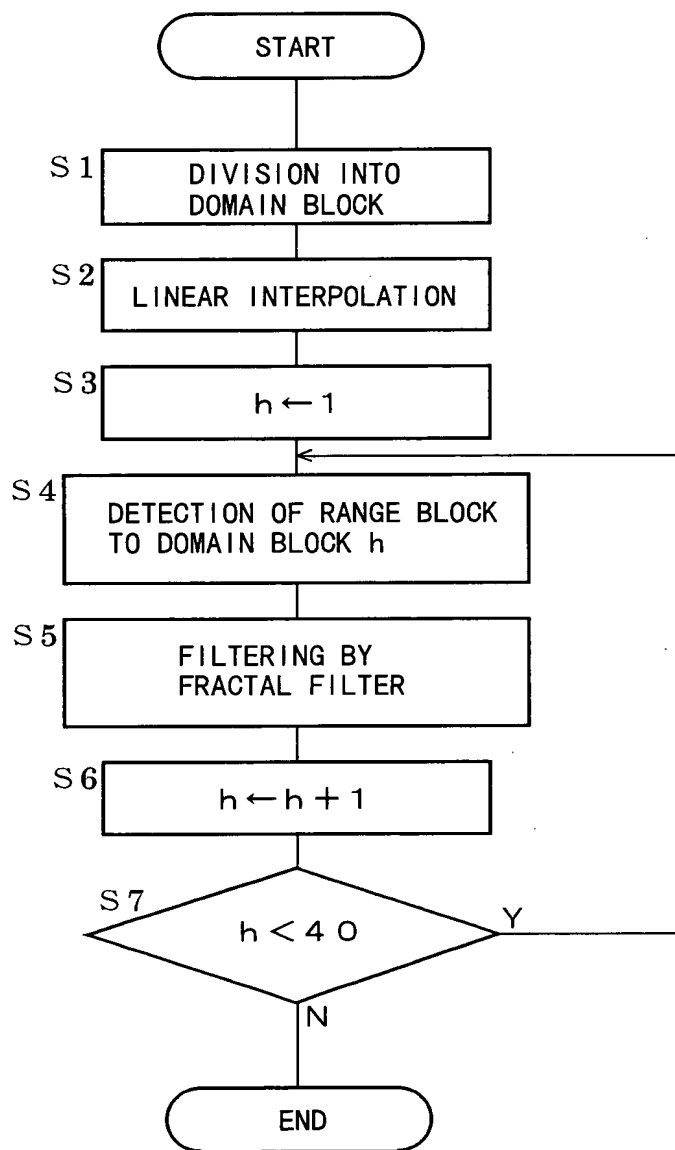 START
S1
DIVISION INTO
DOMAIN BLOCK
S2
LINEAR INTERPOLATION
S3
h←1
S4
DETECTION OF RANGE BLOCK
TO DOMAIN BLOCK h
S5
FILTERING BY
FRACTAL FILTER
S6
h←h+1
S7
h<40
Y
N
END